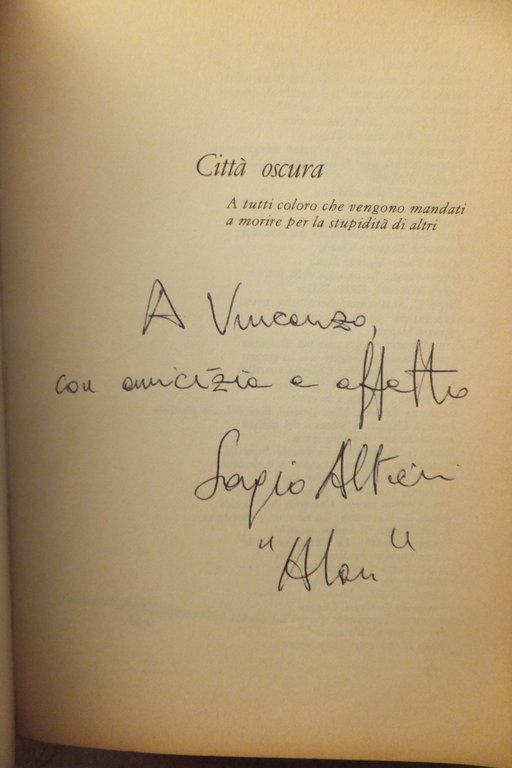 Città oscura
A tutti coloro che vengono mandati
a morire per la stupidità di altri
A Vincenzo,
con amicizia e affetto
Sergio Altieri
"Alan"